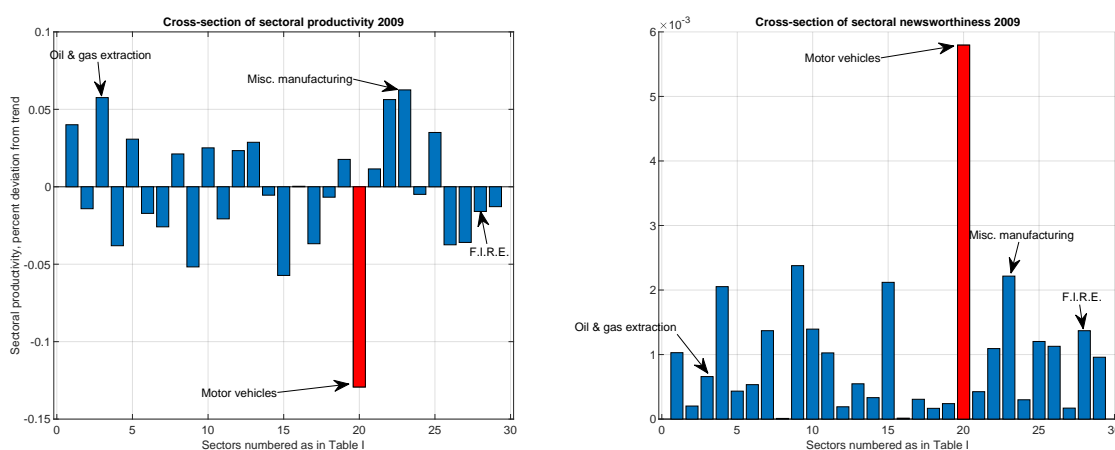 Cross-section of sectoral productivity 2009
0.1
0.05
0
-0.05
-0.1
-0.15
Sectoral productivity, percent deviation from trend
Oil & gas extraction
Misc. manufacturing
F.I.R.E.
Motor vehicles
0 5 10 15 20 25 30
Sectors numbered as in Table I
×10⁻³
Cross-section of sectoral newsworthiness 2009
6
5
4
3
2
1
0
Motor vehicles
Misc. manufacturing
F.I.R.E.
Oil & gas extraction
0 5 10 15 20 25 30
Sectors numbered as in Table I